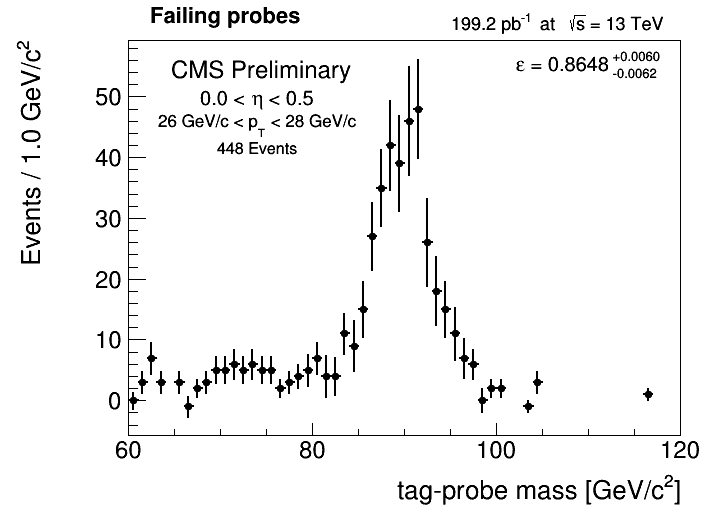 Failing probes
199.2 pb⁻¹ at √s = 13 TeV
CMS Preliminary
0.0 < η < 0.5
26 GeV/c < p_T < 28 GeV/c
448 Events
ε = 0.8648 +0.0060 -0.0062
Events / 1.0 GeV/c²
50
40
30
20
10
0
60 80 100 120
tag-probe mass [GeV/c²]